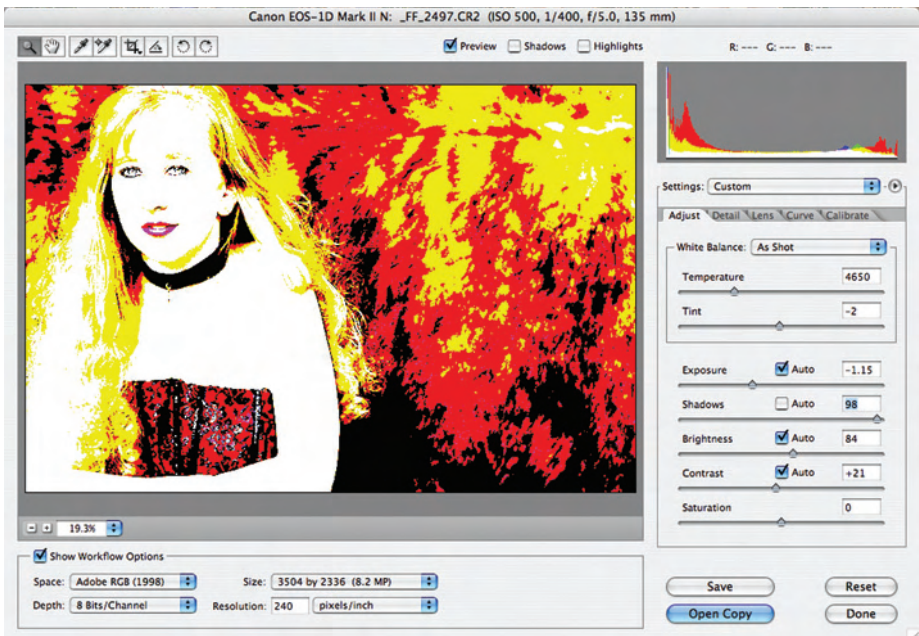 Canon EOS-1D Mark II N: _FF_2497.CR2 (ISO 500, 1/400, f/5.0, 135 mm)
Preview Shadows Highlights
R: --- G: --- B: ---
Settings: Custom
Adjust Detail Lens Curve Calibrate
White Balance: As Shot
Temperature 4650
Tint -2
Exposure Auto -1.15
Shadows Auto 98
Brightness Auto 84
Contrast Auto +21
Saturation 0
19.3%
Show Workflow Options
Space: Adobe RGB (1998) Size: 3504 by 2336 (8.2 MP)
Depth: 8 Bits/Channel Resolution: 240 pixels/inch
Save Reset
Open Copy Done